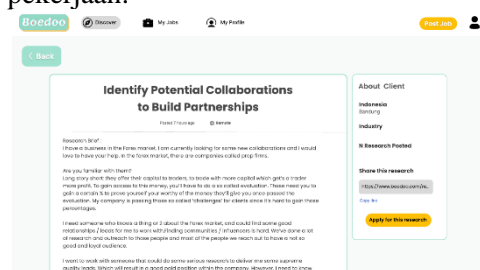 pekerjaan.
Boedoo
Discover
My Jobs
My Profile
Post Job
< Back
Identify Potential Collaborations
to Build Partnerships
Posted 7 hours ago
Remote
Research Brief :
I have a business in the Forex market, I am currently looking for some new collaborations and I would
love to have your help. In the forex market, there are companies called prop firms.
Are you familiar with them?
Long story short they offer their capital to traders, to trade with more capital which get's a trader
more profit. To gain access to this money, you'll have to do a so called evaluation. These need you to
gain a certain % to prove yourself your worthy of the money they'll give you once passed the
evaluation. My company is passing those so called 'challenges' for clients since it's hard to gain those
percentages.
I need someone who knows a thing or 2 about the Forex market, and could find some good
relationships / leads for me to work with. Finding communities / influencers is hard. We've done a lot
of research and outreach to those people and most of the people we reach out to have a not so
good and loyal audience.
I want to work with someone that could do some serious research to deliver me some supreme
quality leads. Which will result in a good paid position within the company. However, I need to know
About Client
Indonesia
Bandung
Industry
N Research Posted
Share this research
https://www.boedoo.com/re...
Copy link
Apply for this research